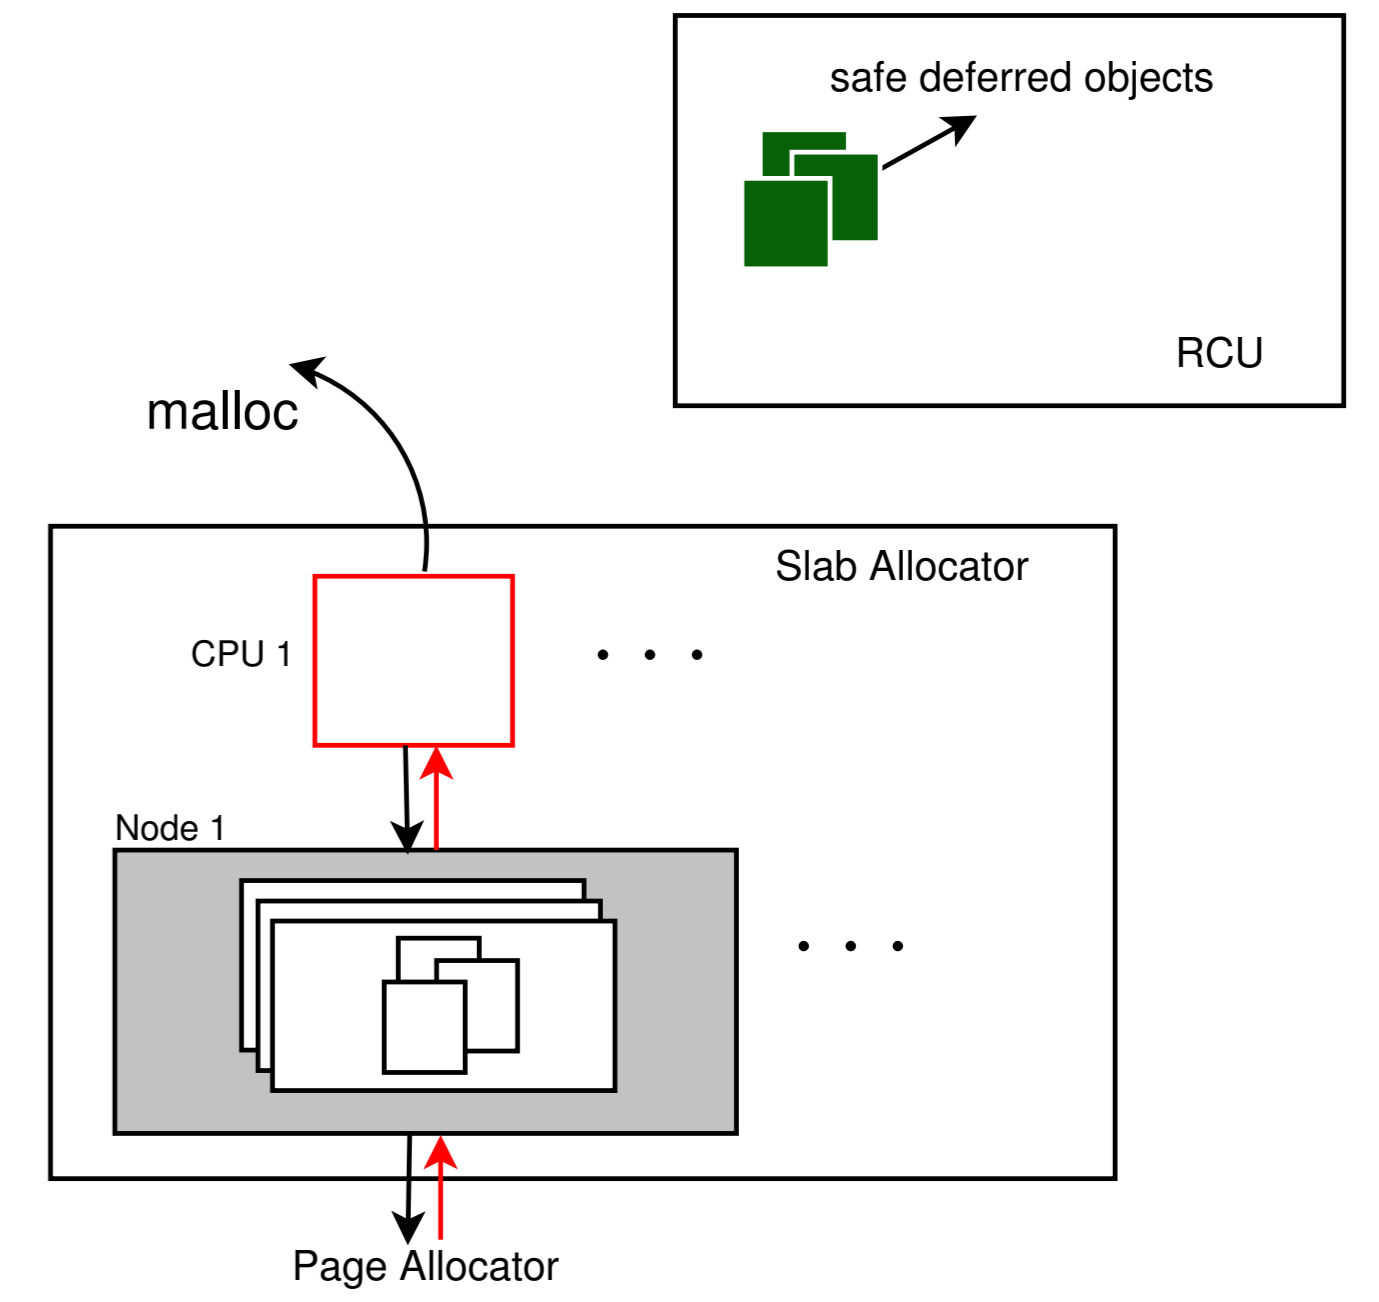 safe deferred objects
RCU
malloc
Slab Allocator
CPU 1
. . .
Node 1
. . .
Page Allocator